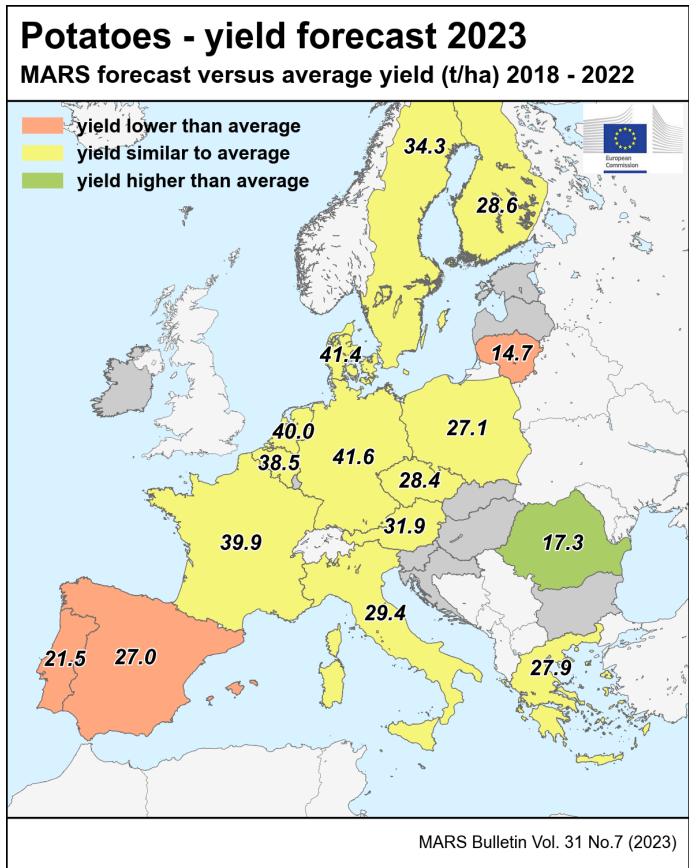 Potatoes - yield forecast 2023
MARS forecast versus average yield (t/ha) 2018 - 2022
yield lower than average
yield similar to average
yield higher than average
European
Commission
34.3
28.6
41.4
14.7
40.0
27.1
38.5
41.6
28.4
31.9
39.9
17.3
29.4
21.5
27.0
27.9
MARS Bulletin Vol. 31 No.7 (2023)